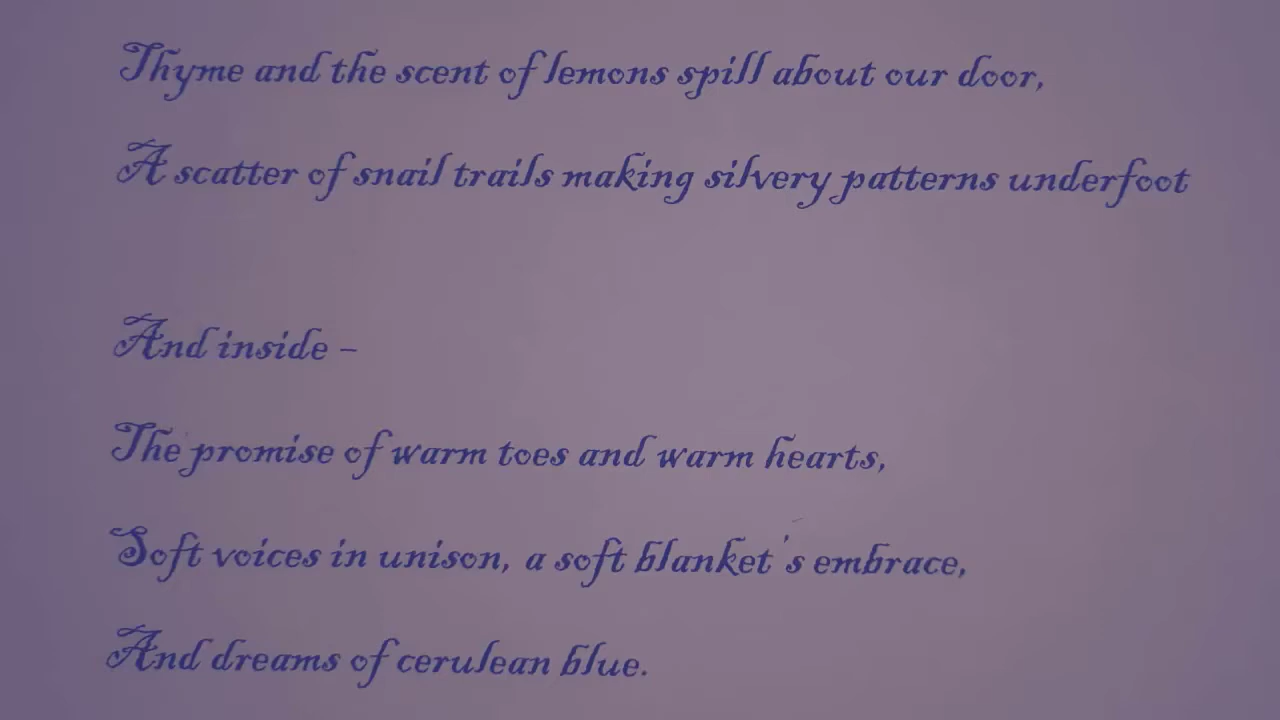 Thyme and the scent of lemons spill about our door,
A scatter of snail trails making silvery patterns underfoot
And inside –
The promise of warm toes and warm hearts,
Soft voices in unison, a soft blanket's embrace,
And dreams of cerulean blue.